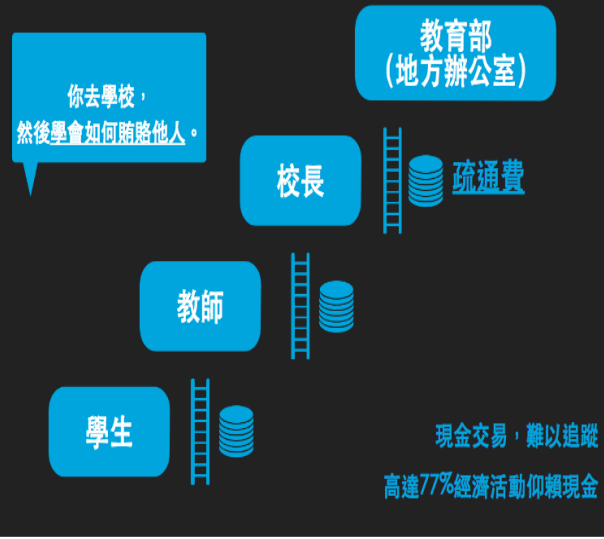 教育部
(地方辦公室)
你去學校，
然後學會如何賄賂他人。
校長
疏通費
教師
學生
現金交易，難以追蹤
高達77%經濟活動仰賴現金